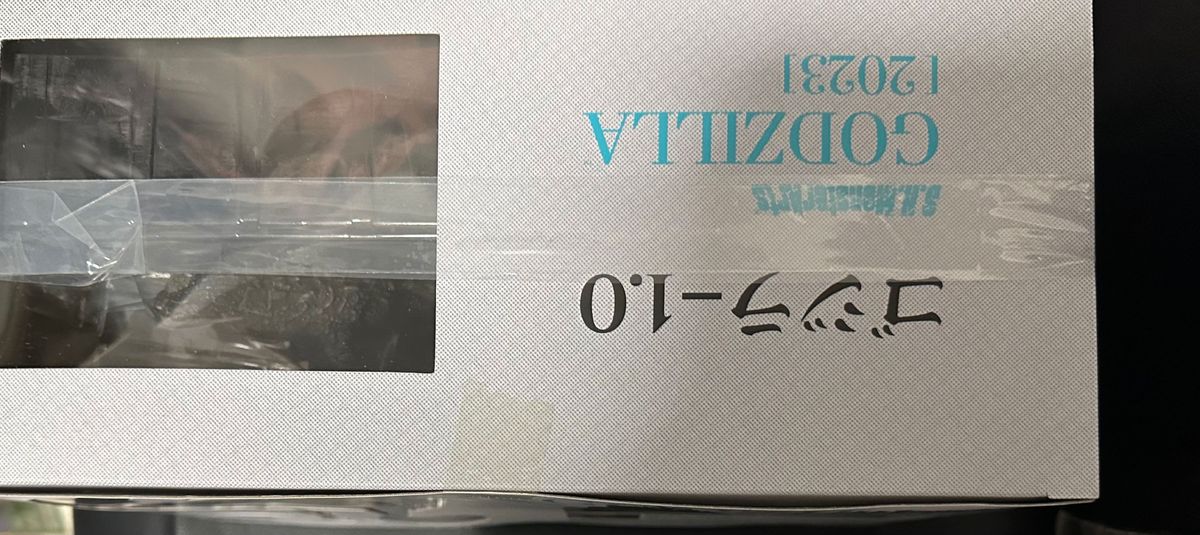 ゴジラ-1.0
S.H.MonsterArts
GODZILLA
[2023]